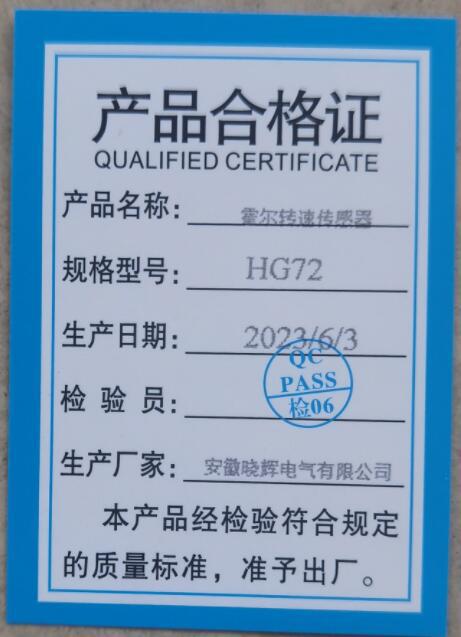 产品合格证
QUALIFIED CERTIFICATE
产品名称：霍尔转速传感器
规格型号：HG72
生产日期：2023/6/3
检验员：
QC
PASS
检06
生产厂家：安徽晓辉电气有限公司
本产品经检验符合规定
的质量标准，准予出厂。